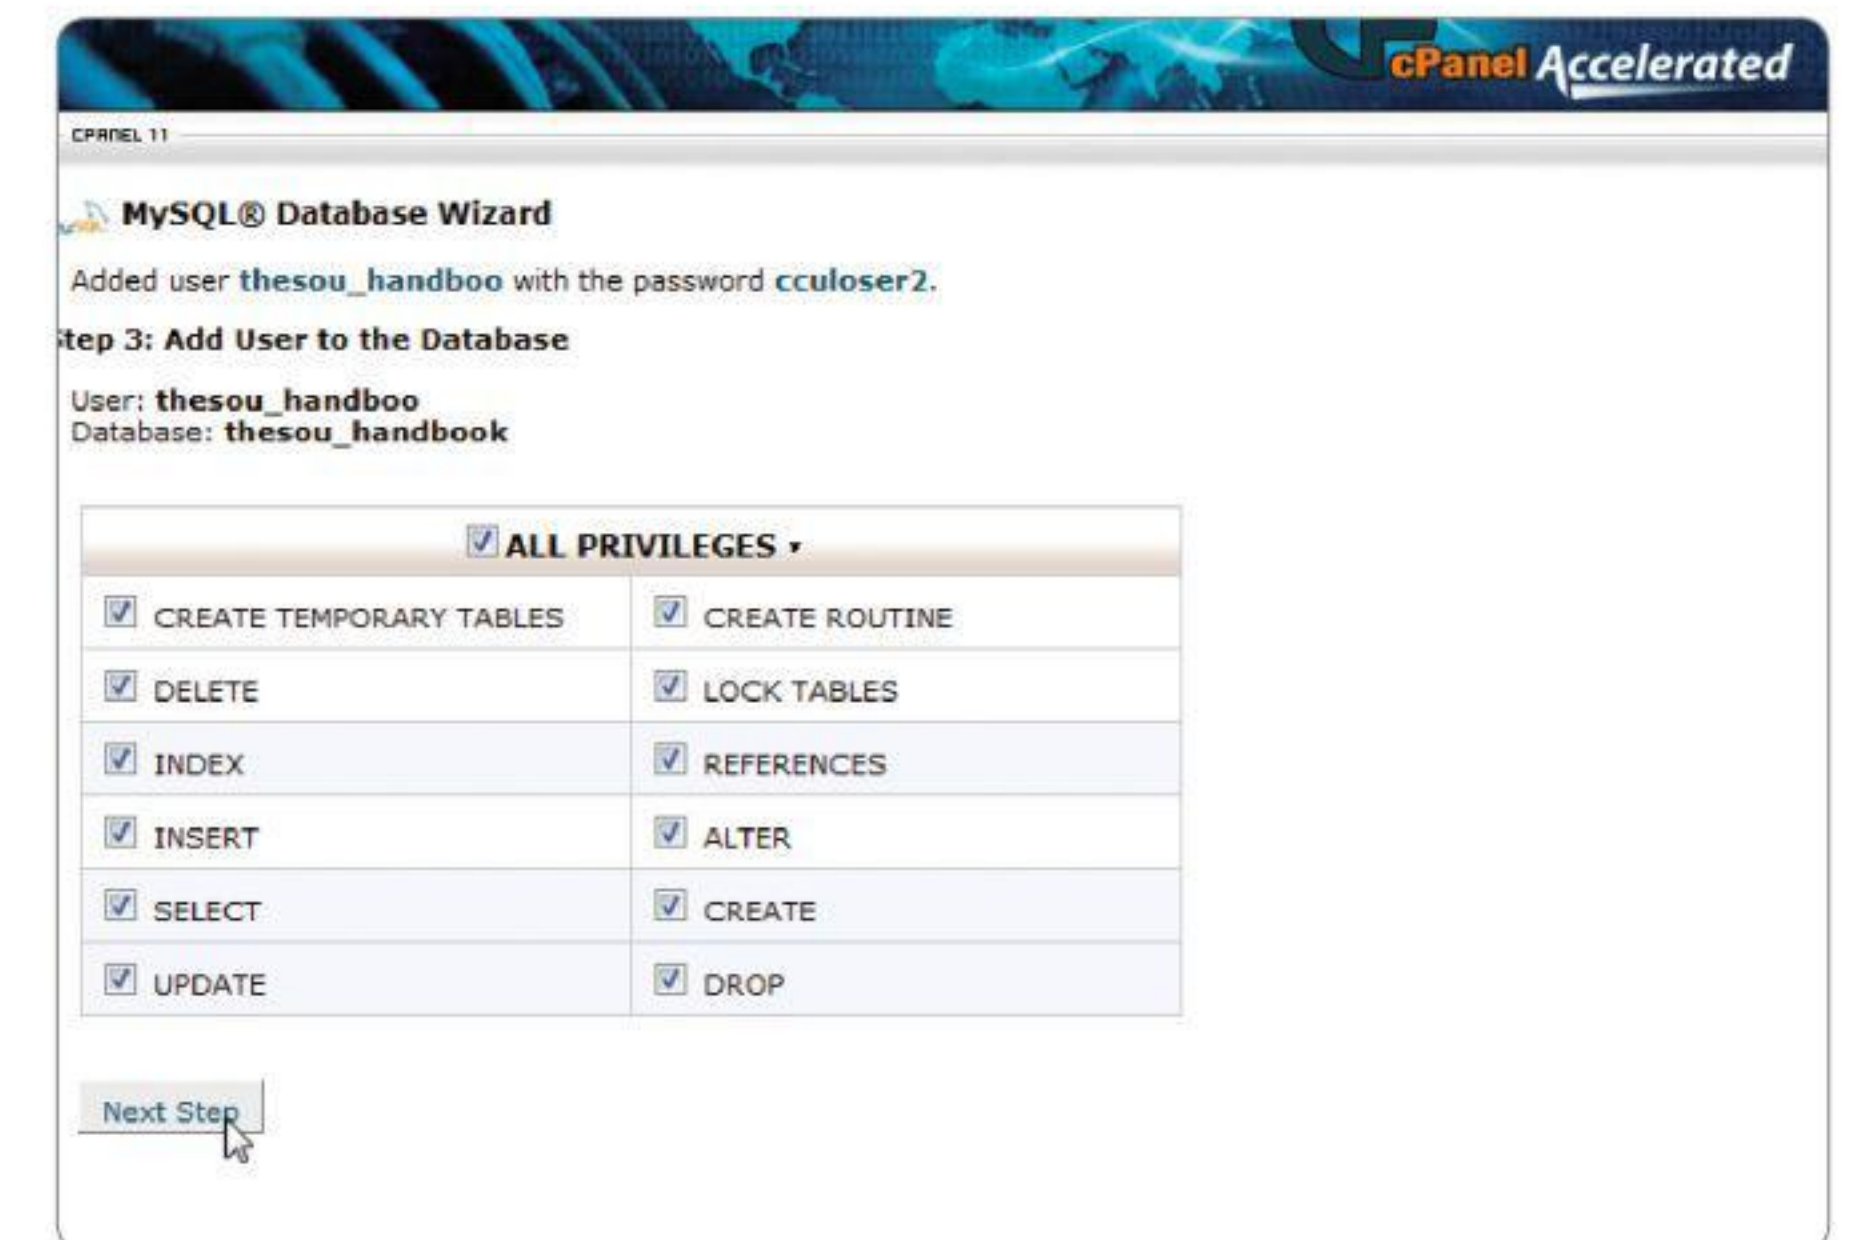 cPanel Accelerated
CPANEL 11
MySQL® Database Wizard
Added user thesou_handboo with the password cculoser2.
tep 3: Add User to the Database
User: thesou_handboo
Database: thesou_handbook
ALL PRIVILEGES
CREATE TEMPORARY TABLES CREATE ROUTINE
DELETE LOCK TABLES
INDEX REFERENCES
INSERT ALTER
SELECT CREATE
UPDATE DROP
Next Step